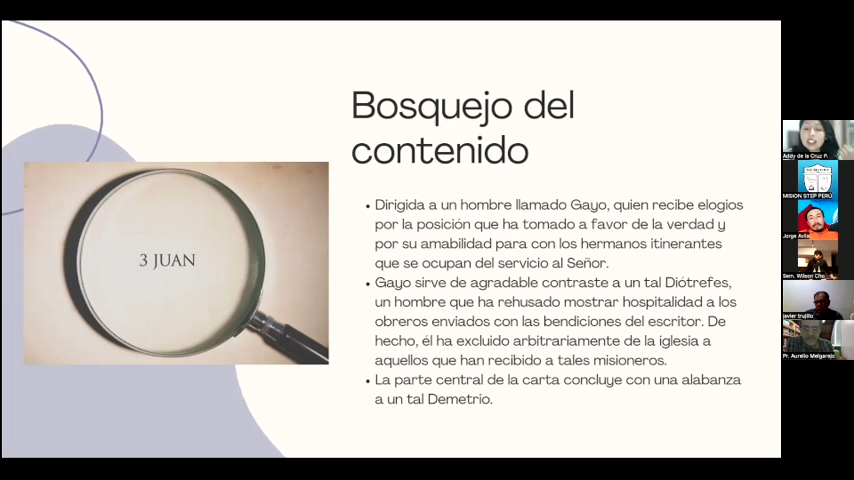 Bosquejo del
contenido
• Dirigida a un hombre llamado Gayo, quien recibe elogios
por la posición que ha tomado a favor de la verdad y
por su amabilidad para con los hermanos itinerantes
que se ocupan del servicio al Señor.
• Gayo sirve de agradable contraste a un tal Diótrefes,
un hombre que ha rehusado mostrar hospitalidad a los
obreros enviados con las bendiciones del escritor. De
hecho, él ha excluido arbitrariamente de la iglesia a
aquellos que han recibido a tales misioneros.
• La parte central de la carta concluye con una alabanza
a un tal Demetrio.
3 JUAN
Addy de la Cruz P.
MISION STEP PERÚ
Jorge Avila
Sem. Wilson Cho
javier trujillo
Pr. Aurelio Melgarejo